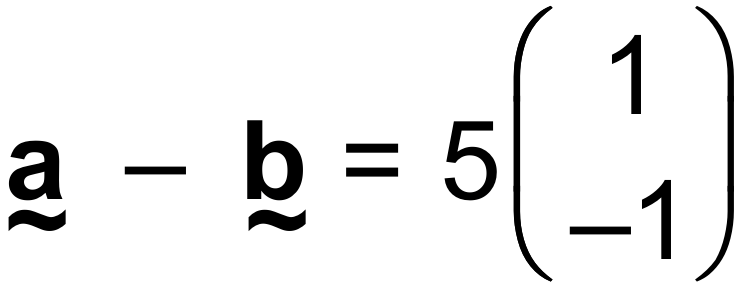 a – b = 5(1
–1)